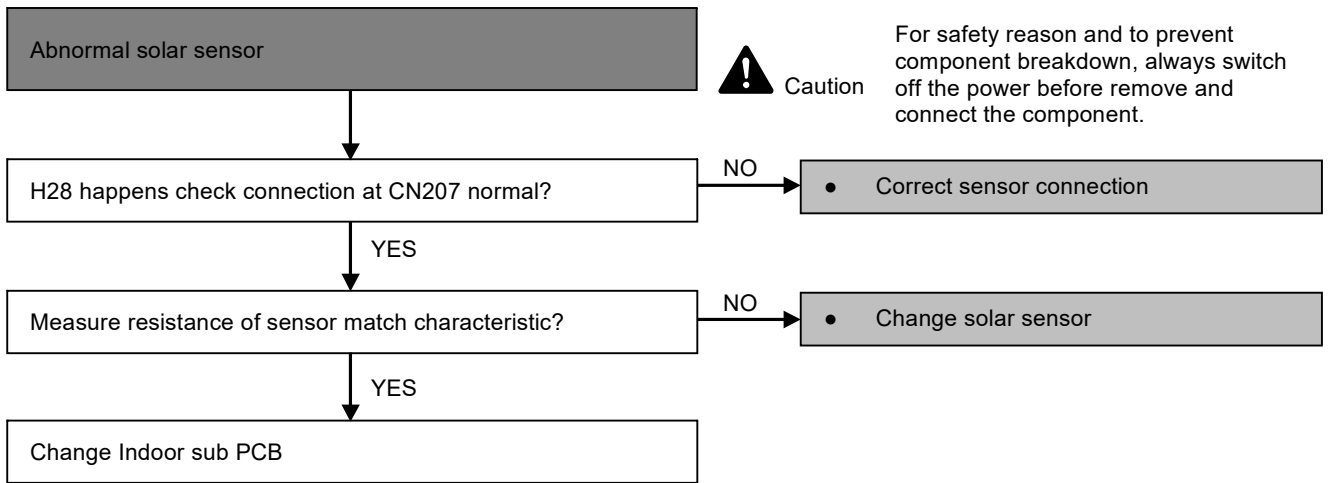 Abnormal solar sensor
Caution
For safety reason and to prevent
component breakdown, always switch
off the power before remove and
connect the component.
H28 happens check connection at CN207 normal?
NO
● Correct sensor connection
YES
Measure resistance of sensor match characteristic?
NO
● Change solar sensor
YES
Change Indoor sub PCB